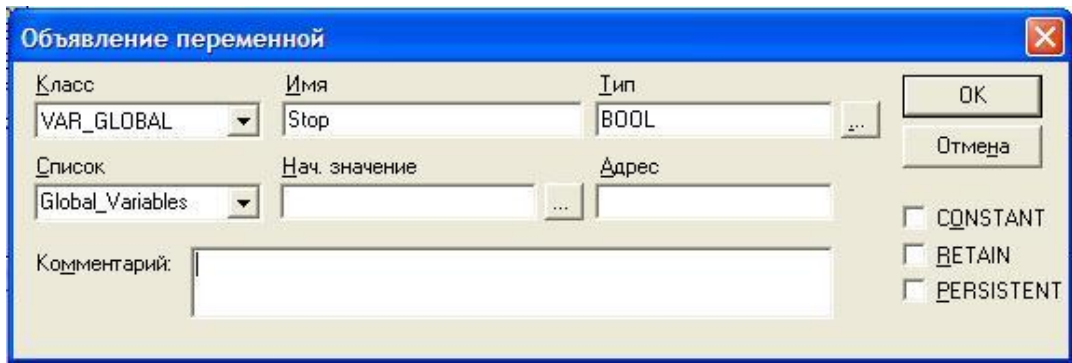 Объявление переменной
Класс Имя Тип
VAR_GLOBAL Stop BOOL ... OK
Отмена
Список Нач. значение Адрес
Global_Variables ...
CONSTANT
Комментарий: RETAIN
PERSISTENT